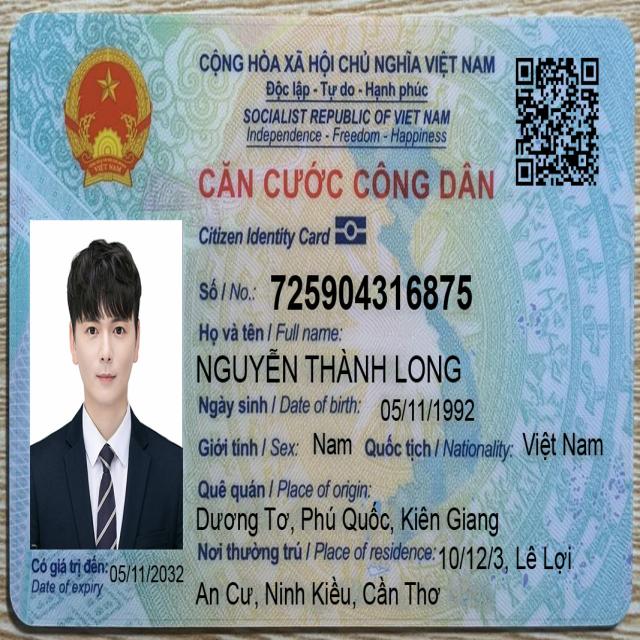 CỘNG HÒA XÃ HỘI CHỦ NGHĨA VIỆT NAM
Độc lập - Tự do - Hạnh phúc
SOCIALIST REPUBLIC OF VIET NAM
Independence - Freedom - Happiness
VIỆT NAM
CĂN CƯỚC CÔNG DÂN
Citizen Identity Card
Số / No.: 725904316875
Họ và tên / Full name:
NGUYỄN THÀNH LONG
Ngày sinh / Date of birth: 05/11/1992
Giới tính / Sex: Nam Quốc tịch / Nationality: Việt Nam
Quê quán / Place of origin:
Dương Tơ, Phú Quốc, Kiên Giang
Nơi thường trú / Place of residence: 10/12/3, Lê Lợi
An Cư, Ninh Kiều, Cần Thơ
Có giá trị đến: 05/11/2032
Date of expiry